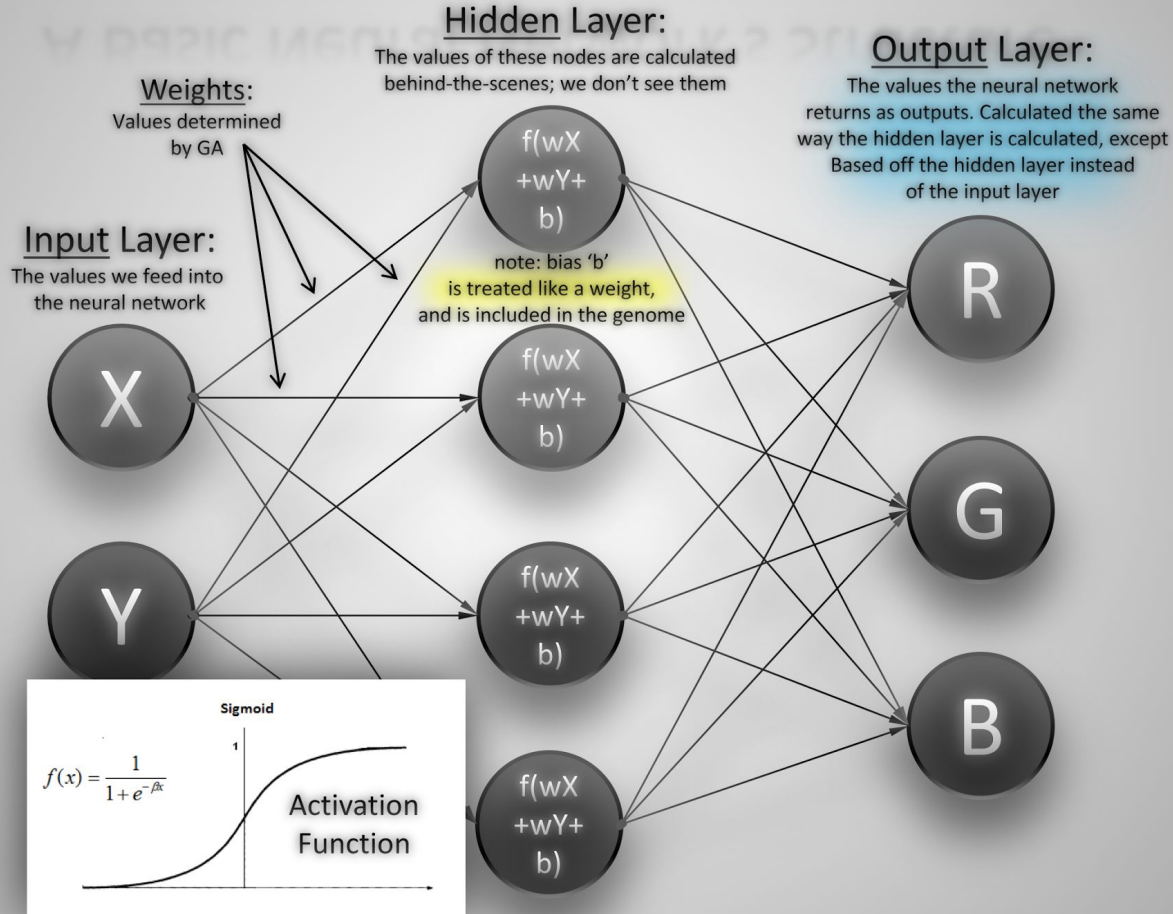 Hidden Layer:
The values of these nodes are calculated
behind-the-scenes; we don't see them
Output Layer:
The values the neural network
returns as outputs. Calculated the same
way the hidden layer is calculated, except
Based off the hidden layer instead
of the input layer
Weights:
Values determined
by GA
Input Layer:
The values we feed into
the neural network
f(wX
+wY+
b)
note: bias 'b'
is treated like a weight,
and is included in the genome
X
f(wX
+wY+
b)
R
Y
f(wX
+wY+
b)
G
f(wX
+wY+
b)
B
Sigmoid
1
f(x) = 1 / (1 + e^{-βx})
Activation
Function